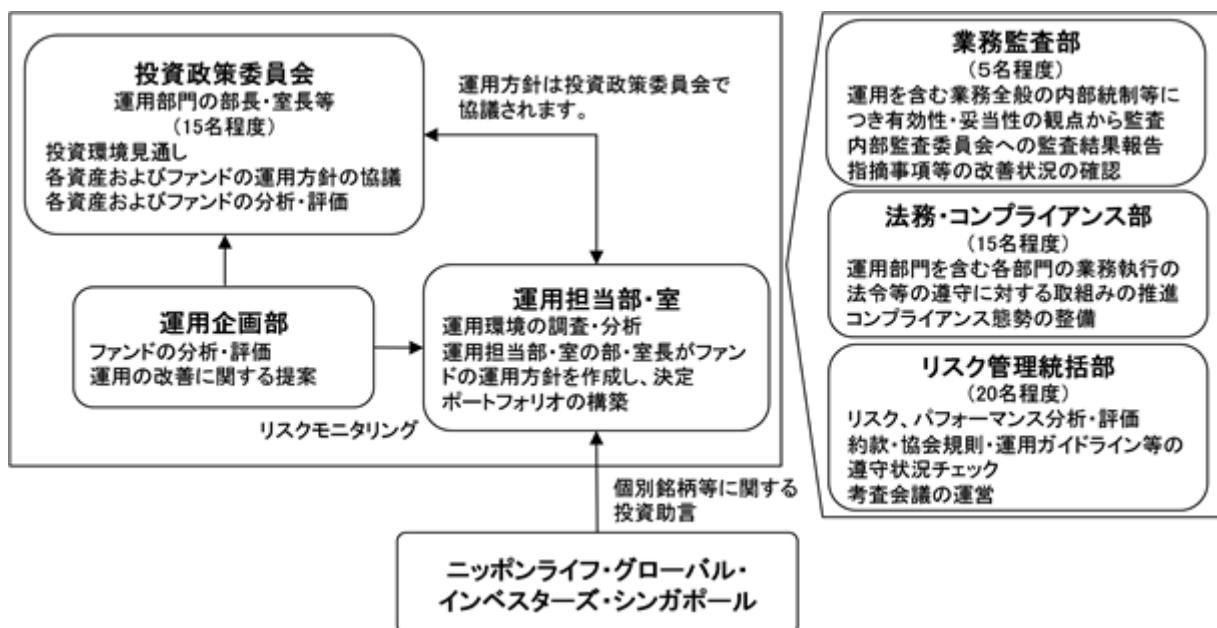 投資政策委員会
運用部門の部長・室長等
(15名程度)
投資環境見通し
各資産およびファンドの運用方針の協議
各資産およびファンドの分析・評価
運用方針は投資政策委員会で
協議されます。
運用企画部
ファンドの分析・評価
運用の改善に関する提案
リスクモニタリング
運用担当部・室
運用環境の調査・分析
運用担当部・室の部・室長がファン
ドの運用方針を作成し、決定
ポートフォリオの構築
個別銘柄等に関する
投資助言
ニッポンライフ・グローバル・
インベスターズ・シンガポール
業務監査部
(5名程度)
運用を含む業務全般の内部統制等に
つき有効性・妥当性の観点から監査
内部監査委員会への監査結果報告
指摘事項等の改善状況の確認
法務・コンプライアンス部
(15名程度)
運用部門を含む各部門の業務執行の
法令等の遵守に対する取組みの推進
コンプライアンス態勢の整備
リスク管理統括部
(20名程度)
リスク、パフォーマンス分析・評価
約款・協会規則・運用ガイドライン等の
遵守状況チェック
考査会議の運営